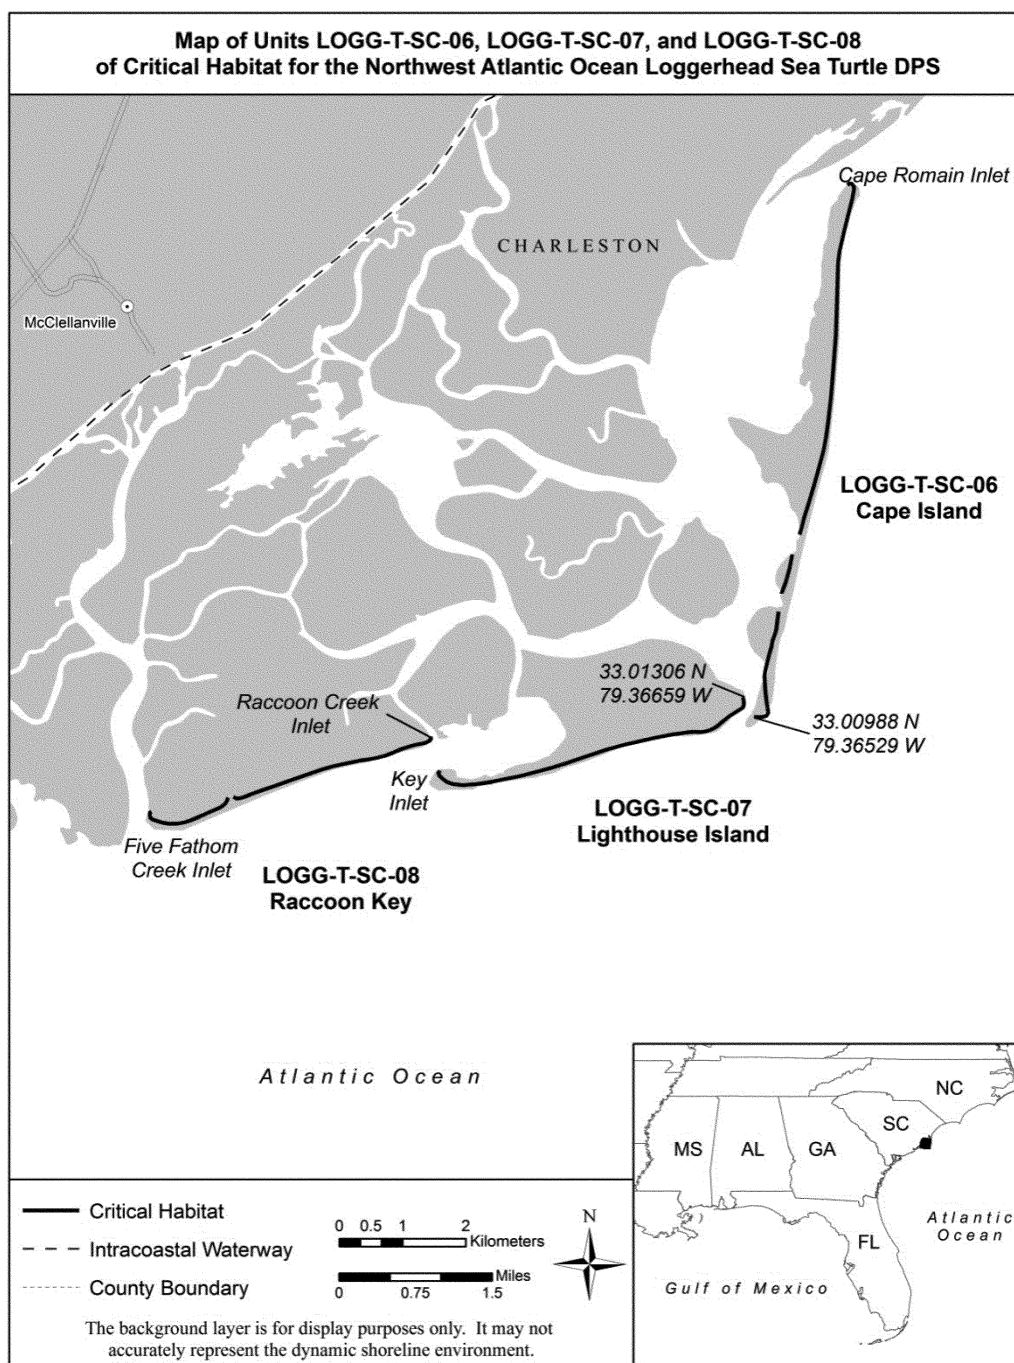 Map of Units LOGG-T-SC-06, LOGG-T-SC-07, and LOGG-T-SC-08
of Critical Habitat for the Northwest Atlantic Ocean Loggerhead Sea Turtle DPS
Cape Romain Inlet
CHARLESTON
McClellanville
LOGG-T-SC-06
Cape Island
33.01306 N
79.36659 W
Raccoon Creek
Inlet
33.00988 N
79.36529 W
Key
Inlet
LOGG-T-SC-07
Lighthouse Island
Five Fathom
Creek Inlet
LOGG-T-SC-08
Raccoon Key
Atlantic Ocean
NC
SC
MS
AL
GA
FL
Atlantic
Ocean
Gulf of Mexico
Critical Habitat
Intracoastal Waterway
County Boundary
0 0.5 1 2
Kilometers
Miles
0 0.75 1.5
N
The background layer is for display purposes only. It may not
accurately represent the dynamic shoreline environment.